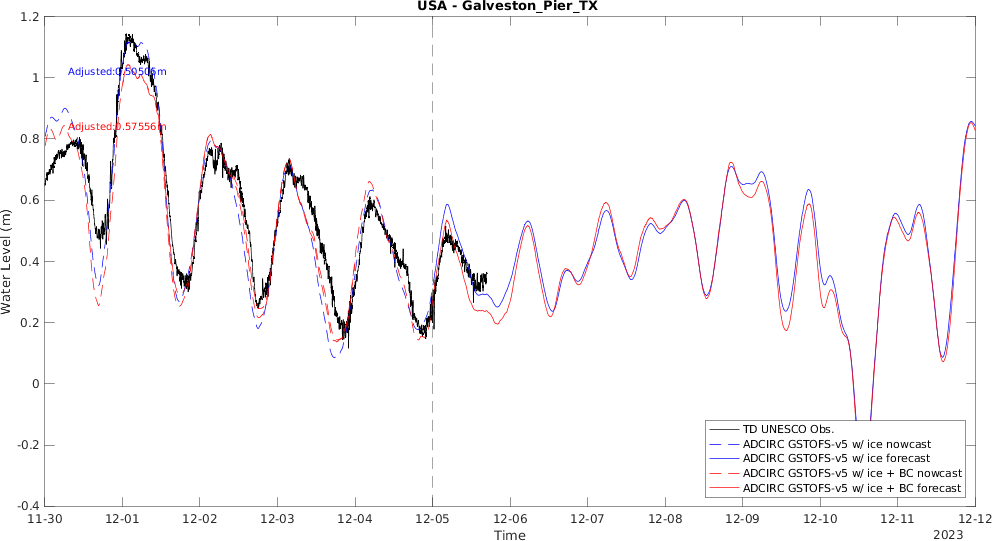 USA - Galveston_Pier_TX
1.2
1
0.8
0.6
0.4
0.2
0
-0.2
-0.4
Water Level (m)
Adjusted:0.50505m
Adjusted:0.57556m
TD UNESCO Obs.
ADCIRC GSTOFS-v5 w/ ice nowcast
ADCIRC GSTOFS-v5 w/ ice forecast
ADCIRC GSTOFS-v5 w/ ice + BC nowcast
ADCIRC GSTOFS-v5 w/ ice + BC forecast
11-30 12-01 12-02 12-03 12-04 12-05 12-06 12-07 12-08 12-09 12-10 12-11 12-12
Time
2023